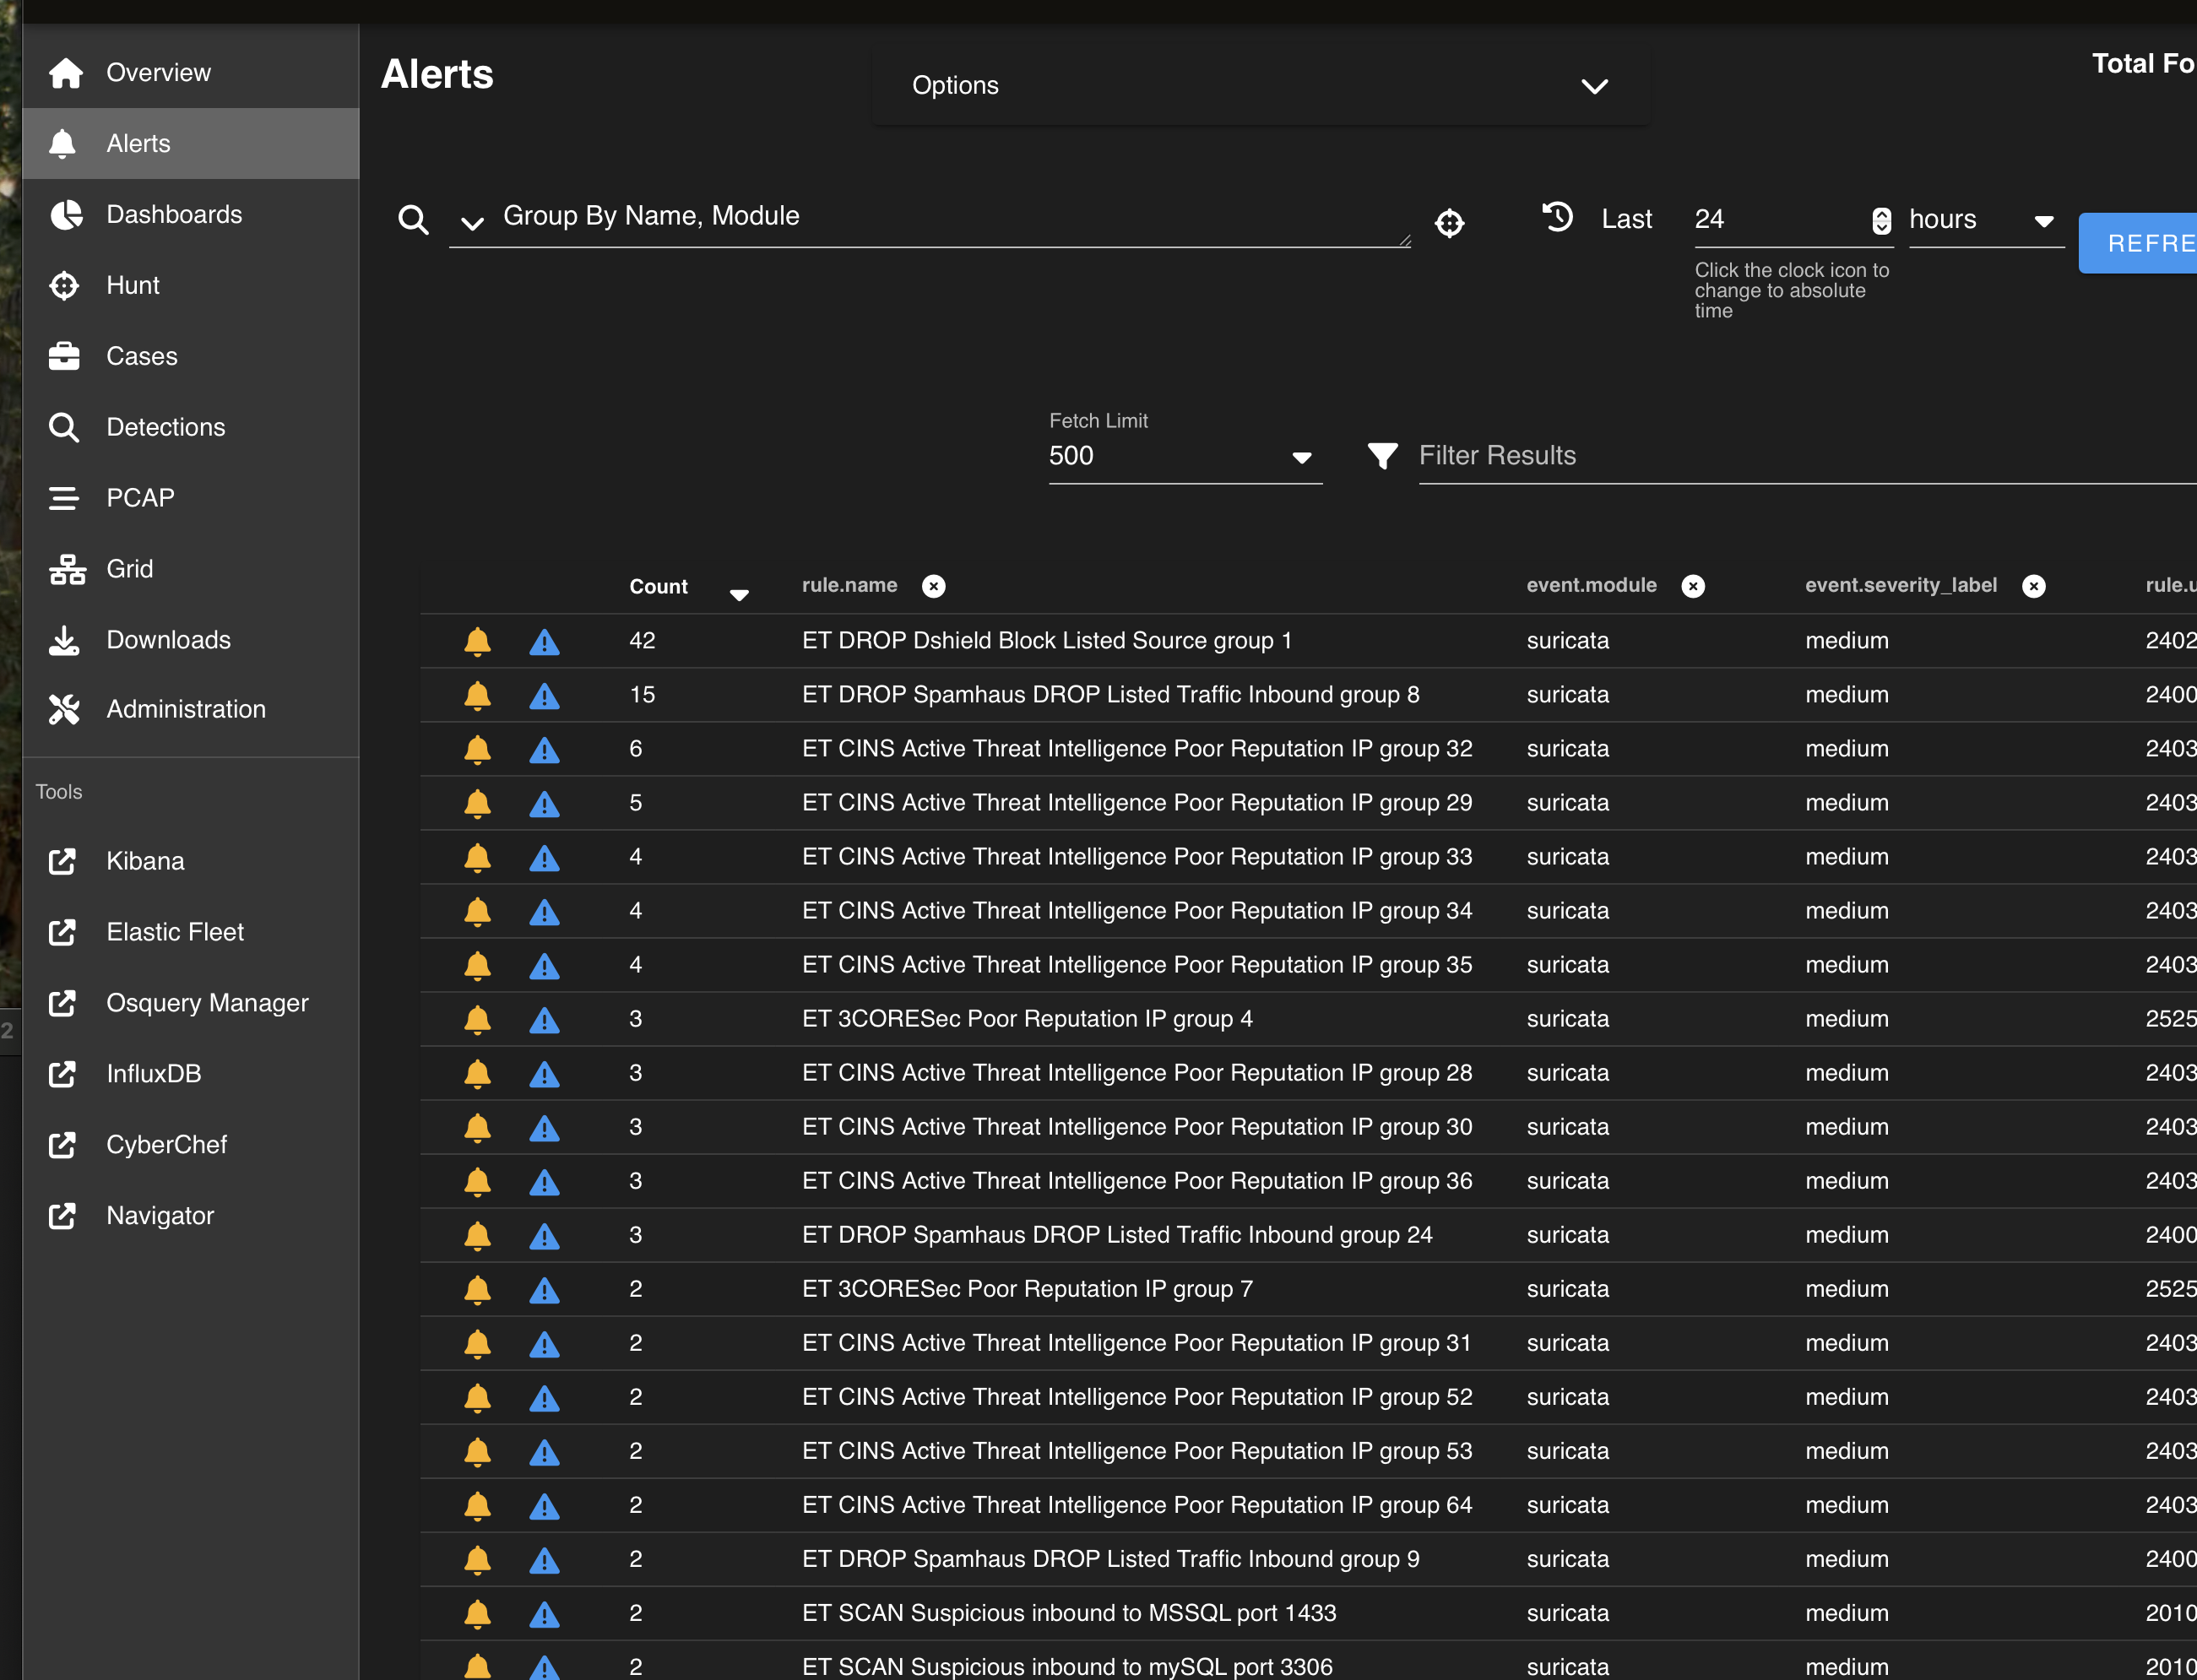 Overview
Alerts
Dashboards
Hunt
Cases
Detections
PCAP
Grid
Downloads
Administration
Tools
Kibana
Elastic Fleet
Osquery Manager
InfluxDB
CyberChef
Navigator
2
Alerts
Options
Total Fo
Group By Name, Module
Last 24 hours
REFRE
Click the clock icon to
change to absolute
time
Fetch Limit
500
Filter Results
Count rule.name event.module event.severity_label rule.u
42 ET DROP Dshield Block Listed Source group 1 suricata medium 2402
15 ET DROP Spamhaus DROP Listed Traffic Inbound group 8 suricata medium 2400
6 ET CINS Active Threat Intelligence Poor Reputation IP group 32 suricata medium 2403
5 ET CINS Active Threat Intelligence Poor Reputation IP group 29 suricata medium 2403
4 ET CINS Active Threat Intelligence Poor Reputation IP group 33 suricata medium 2403
4 ET CINS Active Threat Intelligence Poor Reputation IP group 34 suricata medium 2403
4 ET CINS Active Threat Intelligence Poor Reputation IP group 35 suricata medium 2403
3 ET 3CORESec Poor Reputation IP group 4 suricata medium 2525
3 ET CINS Active Threat Intelligence Poor Reputation IP group 28 suricata medium 2403
3 ET CINS Active Threat Intelligence Poor Reputation IP group 30 suricata medium 2403
3 ET CINS Active Threat Intelligence Poor Reputation IP group 36 suricata medium 2403
3 ET DROP Spamhaus DROP Listed Traffic Inbound group 24 suricata medium 2400
2 ET 3CORESec Poor Reputation IP group 7 suricata medium 2525
2 ET CINS Active Threat Intelligence Poor Reputation IP group 31 suricata medium 2403
2 ET CINS Active Threat Intelligence Poor Reputation IP group 52 suricata medium 2403
2 ET CINS Active Threat Intelligence Poor Reputation IP group 53 suricata medium 2403
2 ET CINS Active Threat Intelligence Poor Reputation IP group 64 suricata medium 2403
2 ET DROP Spamhaus DROP Listed Traffic Inbound group 9 suricata medium 2400
2 ET SCAN Suspicious inbound to MSSQL port 1433 suricata medium 2010
2 ET SCAN Suspicious inbound to mySQL port 3306 suricata medium 2010